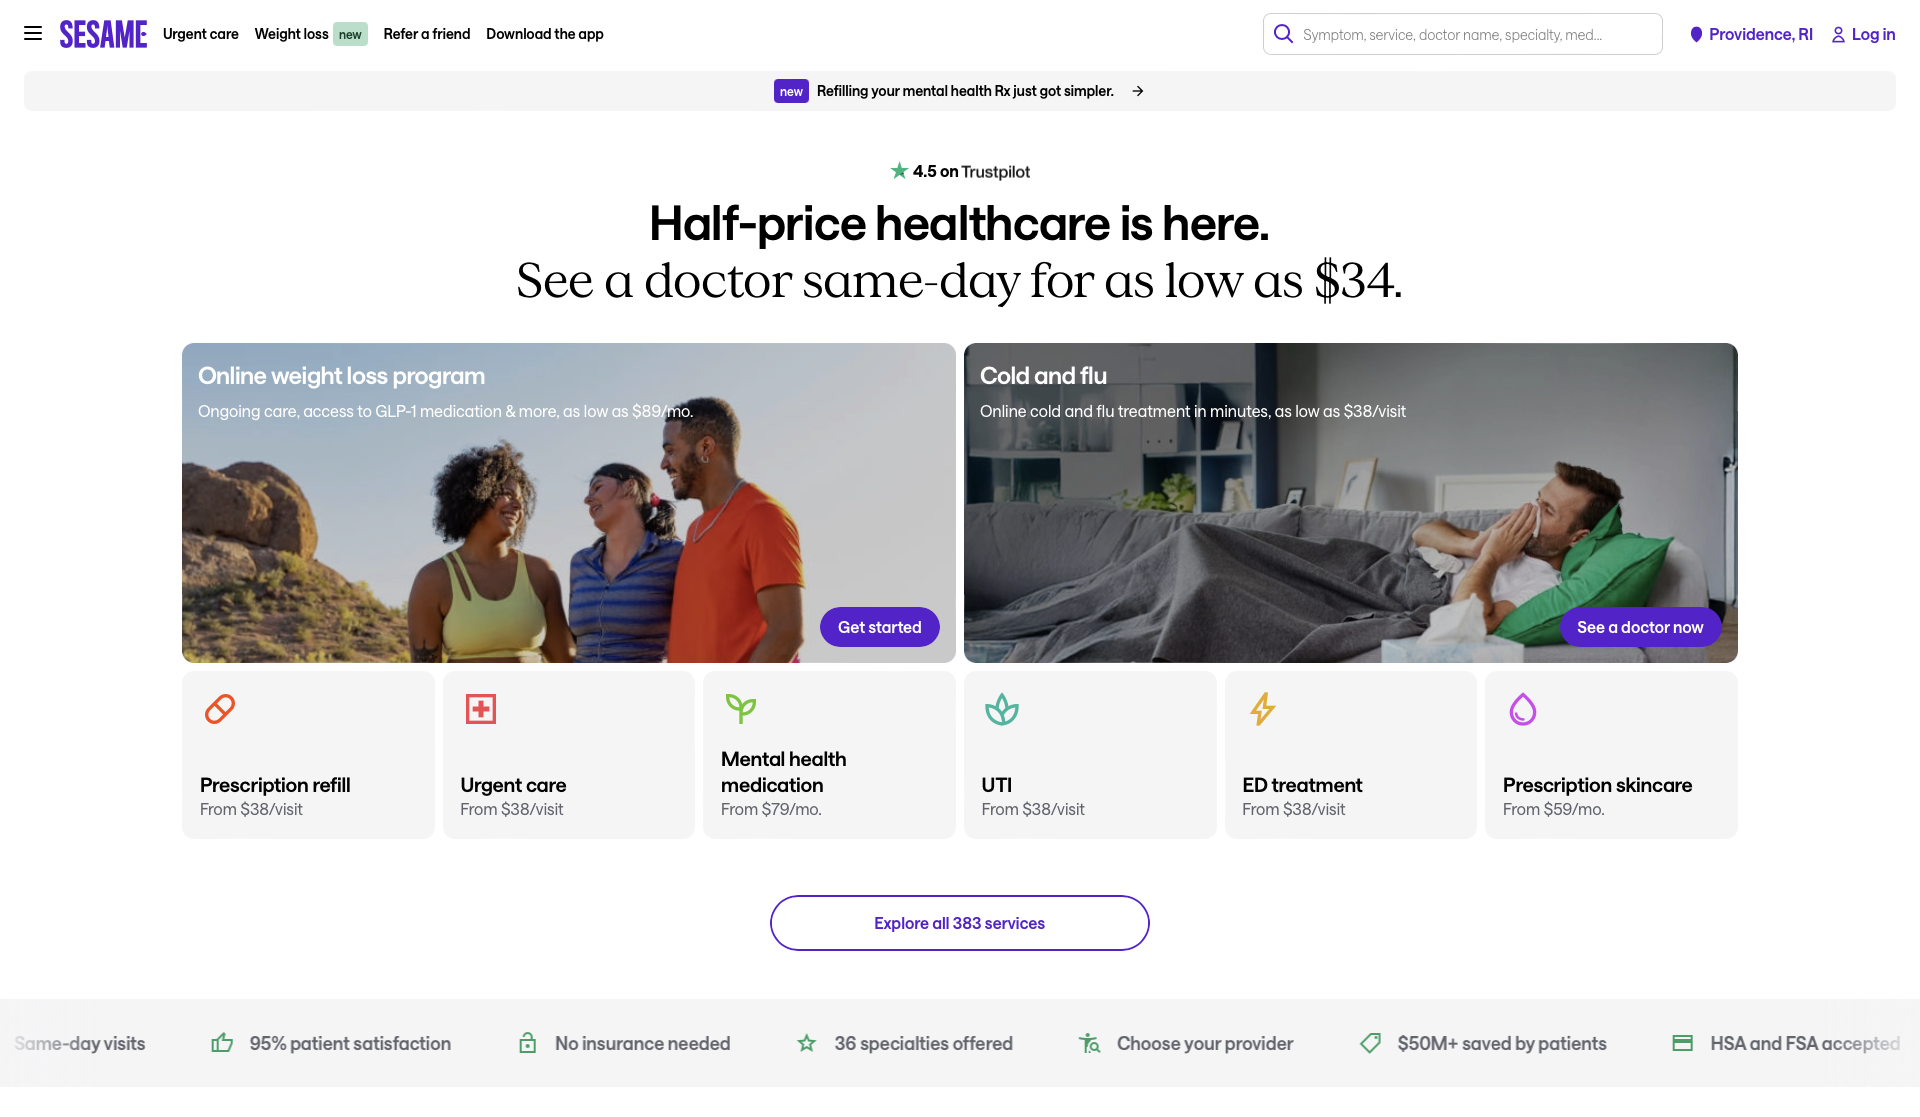 SESAME
Urgent care
Weight loss new
Refer a friend
Download the app
Symptom, service, doctor name, specialty, med...
Providence, RI
Log in
new Refilling your mental health Rx just got simpler.
4.5 on Trustpilot
Half-price healthcare is here.
See a doctor same-day for as low as $34.
Online weight loss program
Ongoing care, access to GLP-1 medication & more, as low as $89/mo.
Get started
Cold and flu
Online cold and flu treatment in minutes, as low as $38/visit
See a doctor now
Prescription refill
From $38/visit
Urgent care
From $38/visit
Mental health
medication
From $79/mo.
UTI
From $38/visit
ED treatment
From $38/visit
Prescription skincare
From $59/mo.
Explore all 383 services
Same-day visits
95% patient satisfaction
No insurance needed
36 specialties offered
Choose your provider
$50M+ saved by patients
HSA and FSA accepted